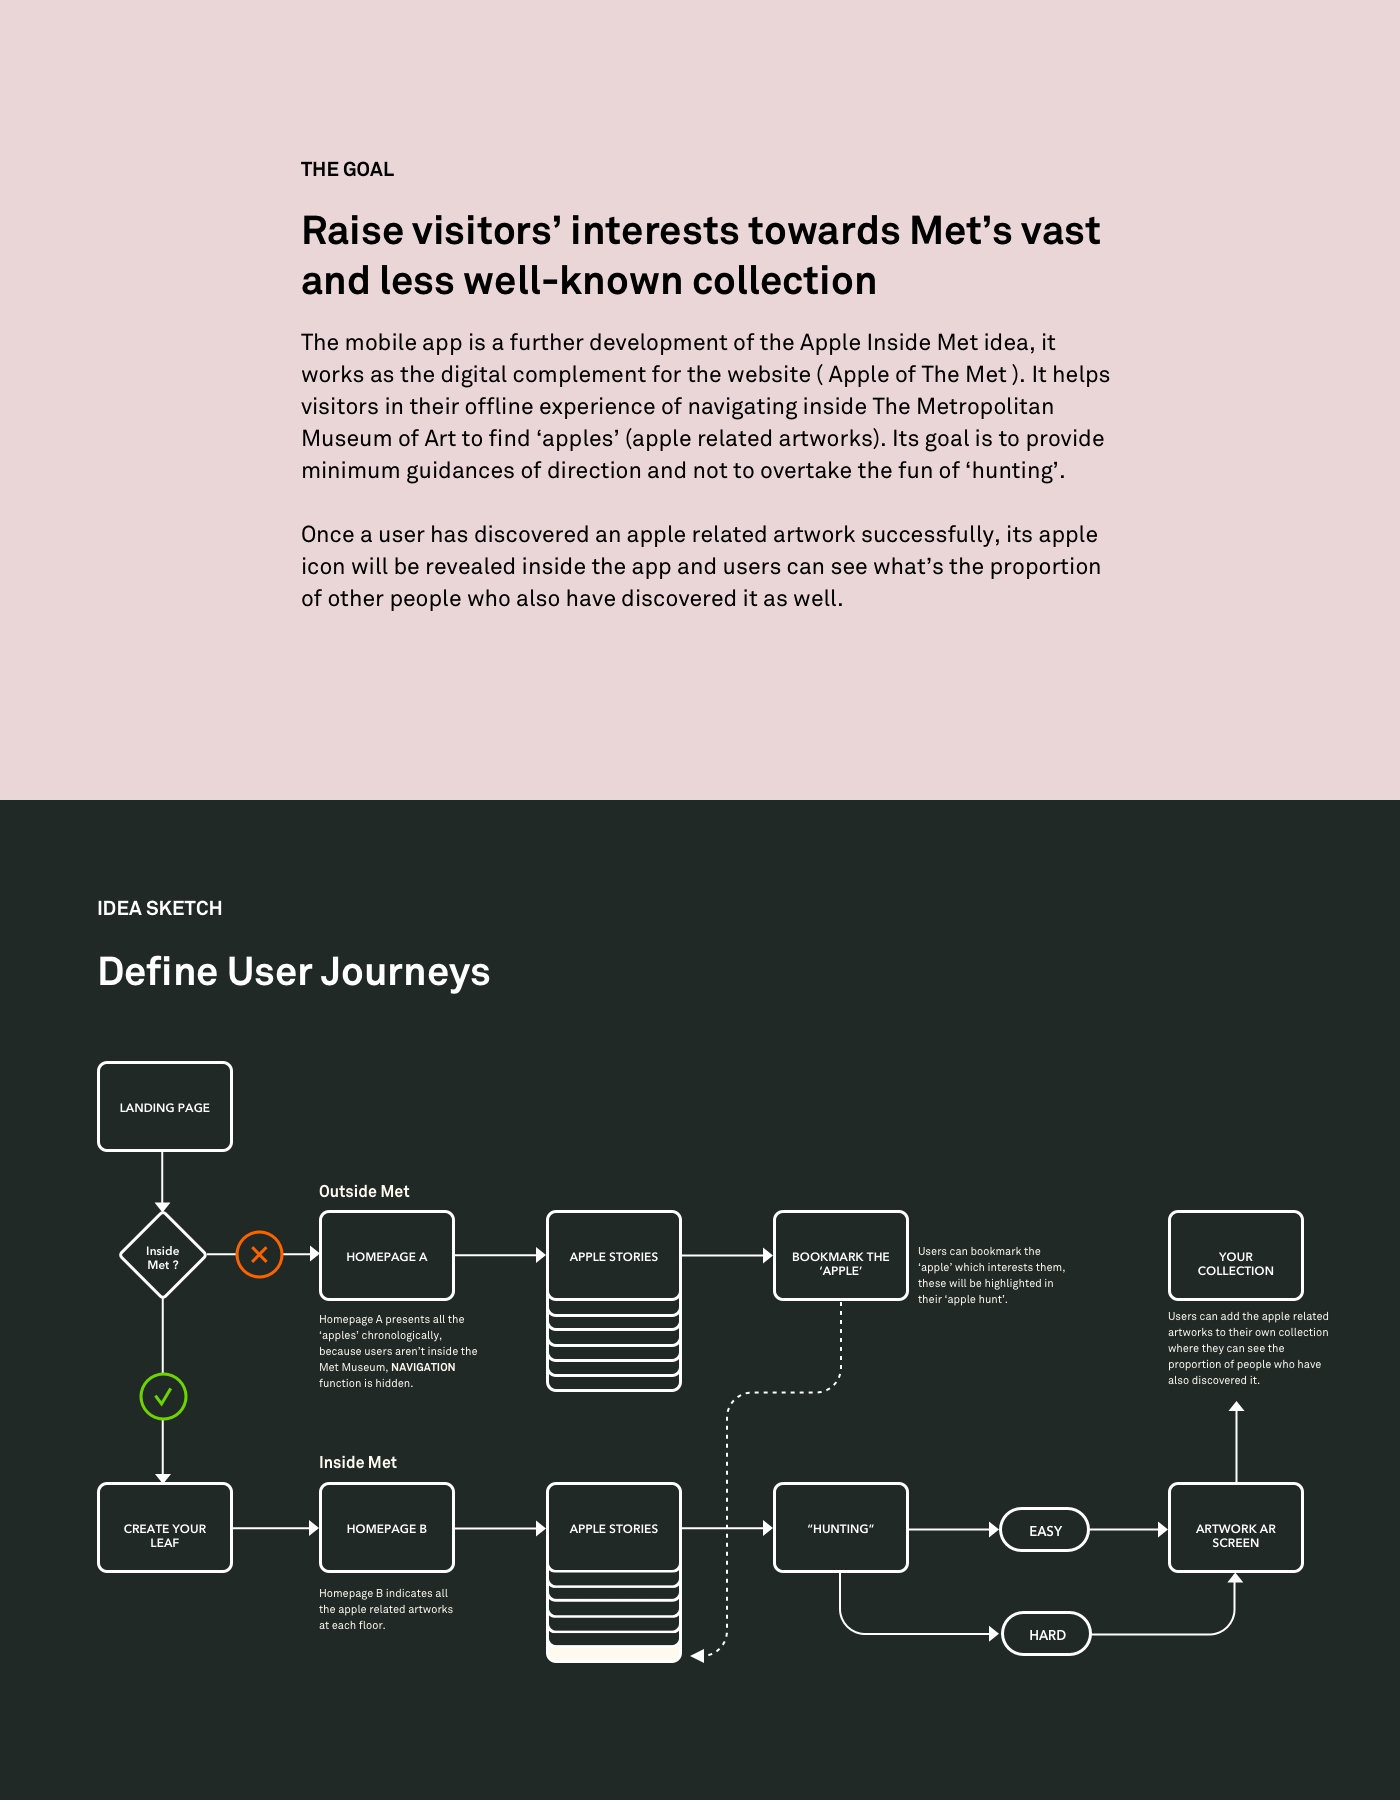 THE GOAL
Raise visitors’ interests towards Met’s vast
and less well-known collection
The mobile app is a further development of the Apple Inside Met idea, it
works as the digital complement for the website ( Apple of The Met ). It helps
visitors in their offline experience of navigating inside The Metropolitan
Museum of Art to find ‘apples’ (apple related artworks). Its goal is to provide
minimum guidances of direction and not to overtake the fun of ‘hunting’.
Once a user has discovered an apple related artwork successfully, its apple
icon will be revealed inside the app and users can see what’s the proportion
of other people who also have discovered it as well.
IDEA SKETCH
Define User Journeys
LANDING PAGE
Inside
Met ?
Outside Met
HOMEPAGE A
Homepage A presents all the
‘apples’ chronologically,
because users aren’t inside the
Met Museum, NAVIGATION
function is hidden.
APPLE STORIES
BOOKMARK THE
‘APPLE’
Users can bookmark the
‘apple’ which interests them,
these will be highlighted in
their ‘apple hunt’.
YOUR
COLLECTION
Users can add the apple related
artworks to their own collection
where they can see the
proportion of people who have
also discovered it.
CREATE YOUR
LEAF
Inside Met
HOMEPAGE B
Homepage B indicates all
the apple related artworks
at each floor.
APPLE STORIES
“HUNTING”
EASY
HARD
ARTWORK AR
SCREEN